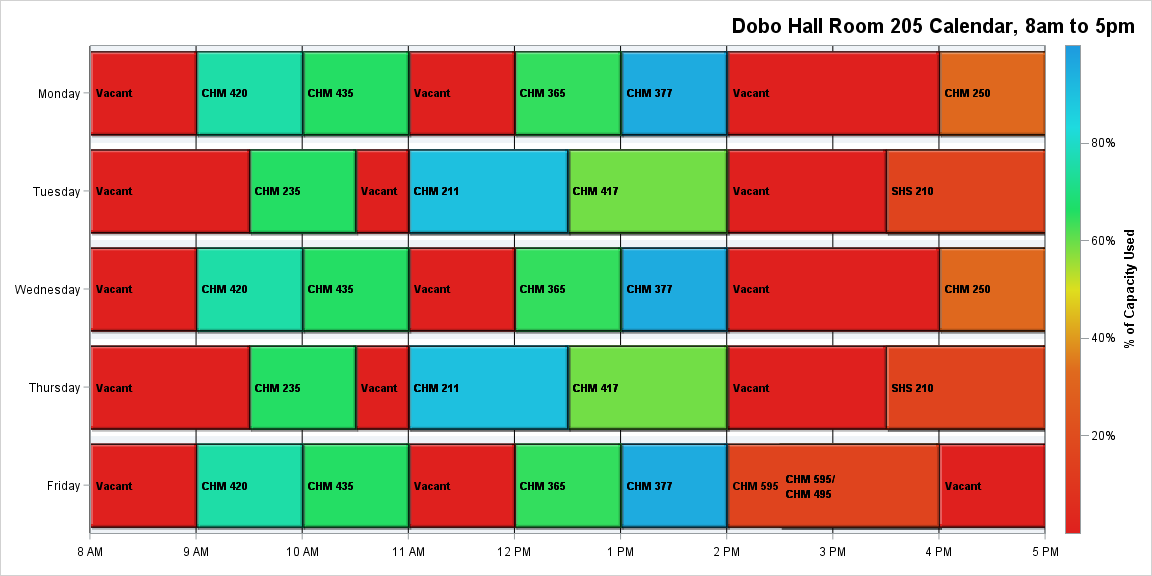 Dobo Hall Room 205 Calendar, 8am to 5pm
Monday
Vacant
CHM 420
CHM 435
Vacant
CHM 365
CHM 377
Vacant
CHM 250
Tuesday
Vacant
CHM 235
Vacant
CHM 211
CHM 417
Vacant
SHS 210
Wednesday
Vacant
CHM 420
CHM 435
Vacant
CHM 365
CHM 377
Vacant
CHM 250
Thursday
Vacant
CHM 235
Vacant
CHM 211
CHM 417
Vacant
SHS 210
Friday
Vacant
CHM 420
CHM 435
Vacant
CHM 365
CHM 377
CHM 595
CHM 595/
CHM 495
Vacant
8 AM
9 AM
10 AM
11 AM
12 PM
1 PM
2 PM
3 PM
4 PM
5 PM
80%
60%
40%
20%
% of Capacity Used